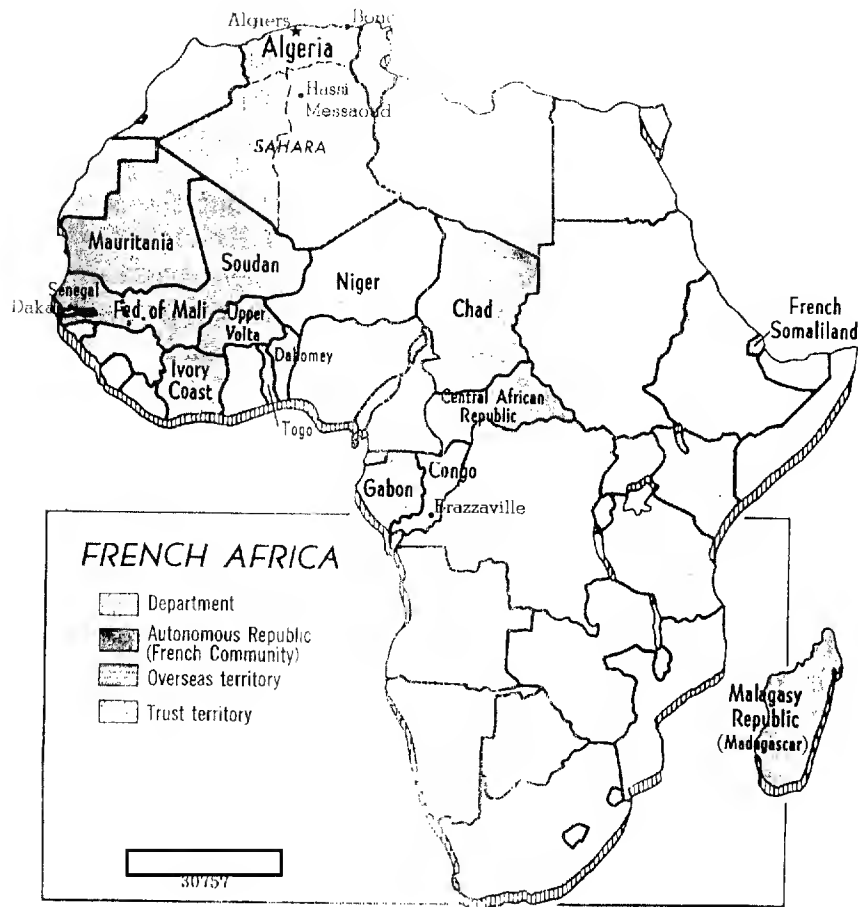 Algiers
Algeria
Hassi
Messaoud
SAHARA
Mauritania
Soudan
Niger
Chad
Senegal
Fed. of Mali
Upper
Volta
Dahomey
Ivory
Coast
Togo
French
Somaliland
Central African
Republic
Gabon
Congo
Brazzaville
FRENCH AFRICA
Department
Autonomous Republic
(French Community)
Overseas territory
Trust territory
Malagasy
Republic
(Madagascar)
30757